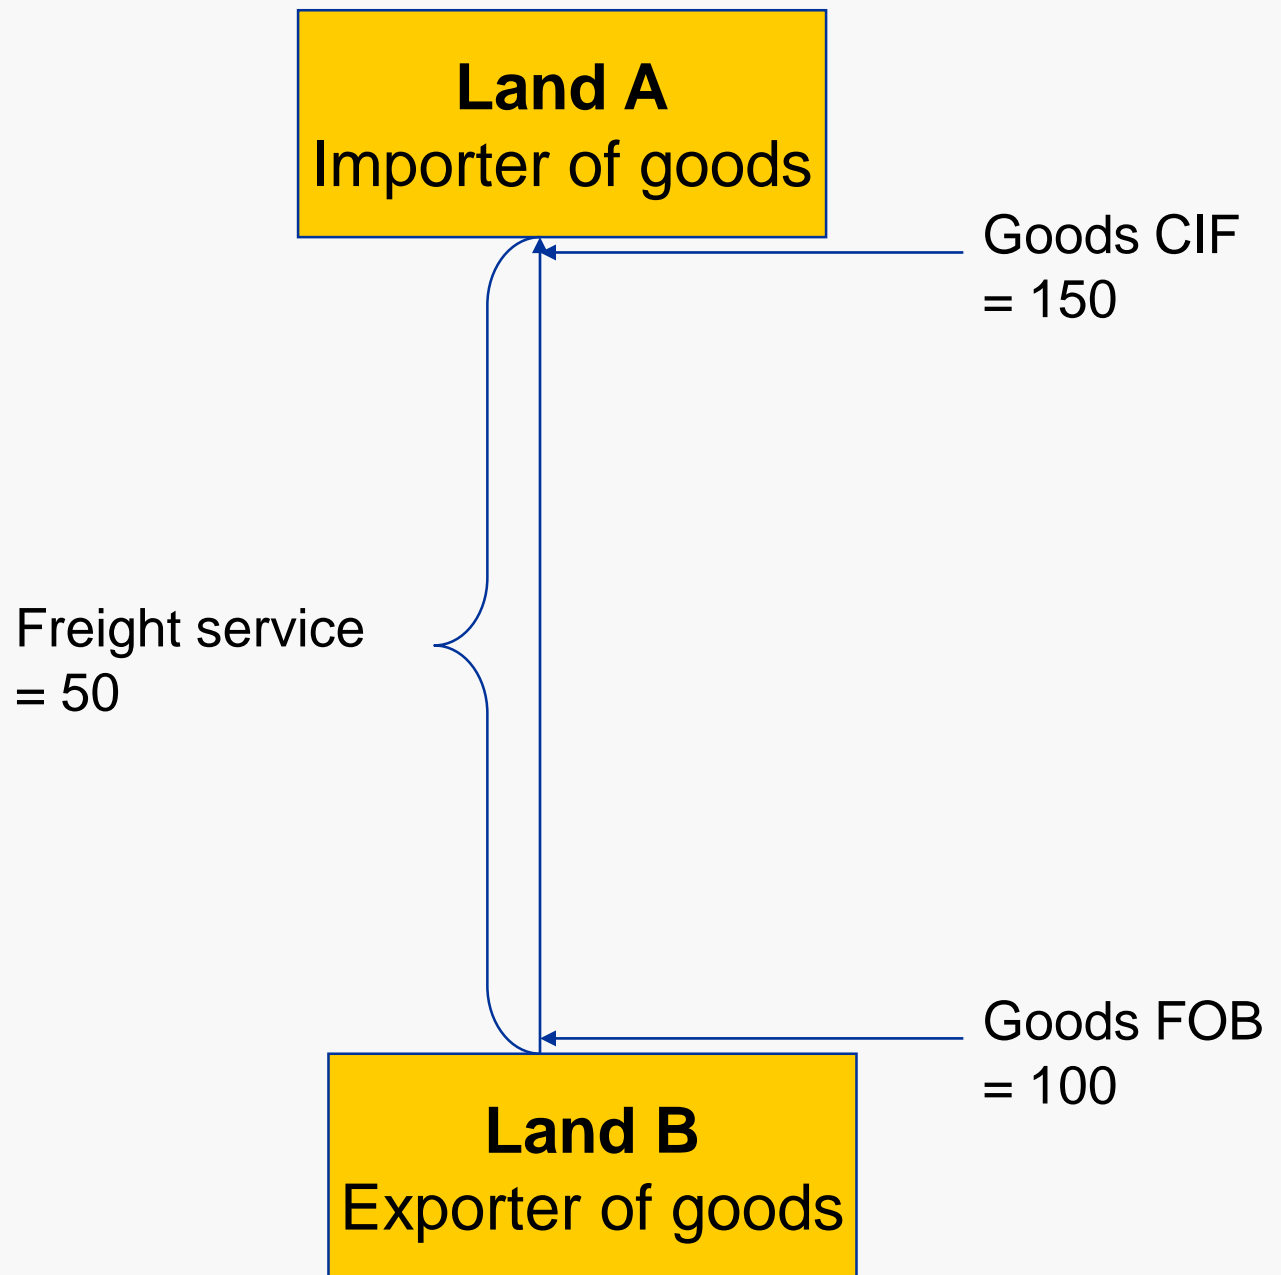 Land A
Importer of goods
Goods CIF
= 150
Freight service
= 50
Goods FOB
= 100
Land B
Exporter of goods